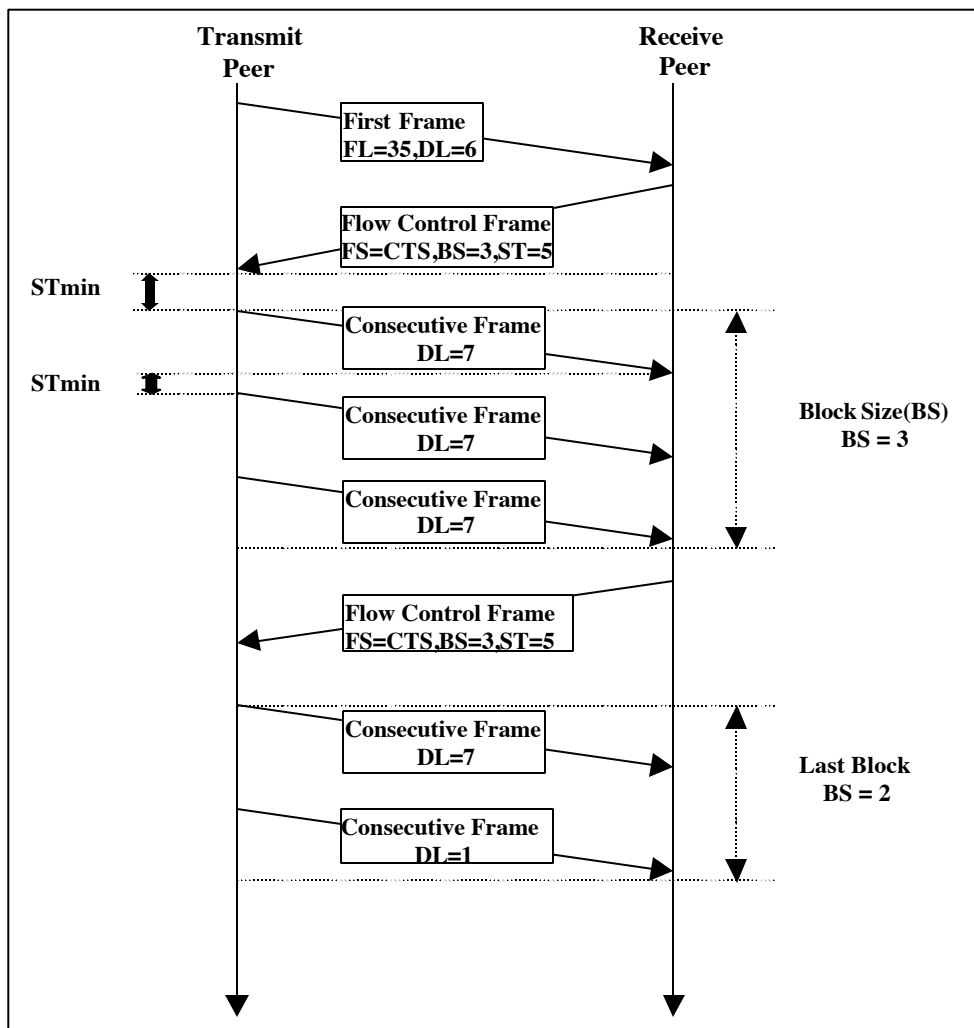 Transmit
Peer
Receive
Peer
First Frame
FL=35,DL=6
Flow Control Frame
FS=CTS,BS=3,ST=5
STmin
Consecutive Frame
DL=7
STmin
Consecutive Frame
DL=7
Block Size(BS)
BS = 3
Consecutive Frame
DL=7
Flow Control Frame
FS=CTS,BS=3,ST=5
Consecutive Frame
DL=7
Last Block
BS = 2
Consecutive Frame
DL=1